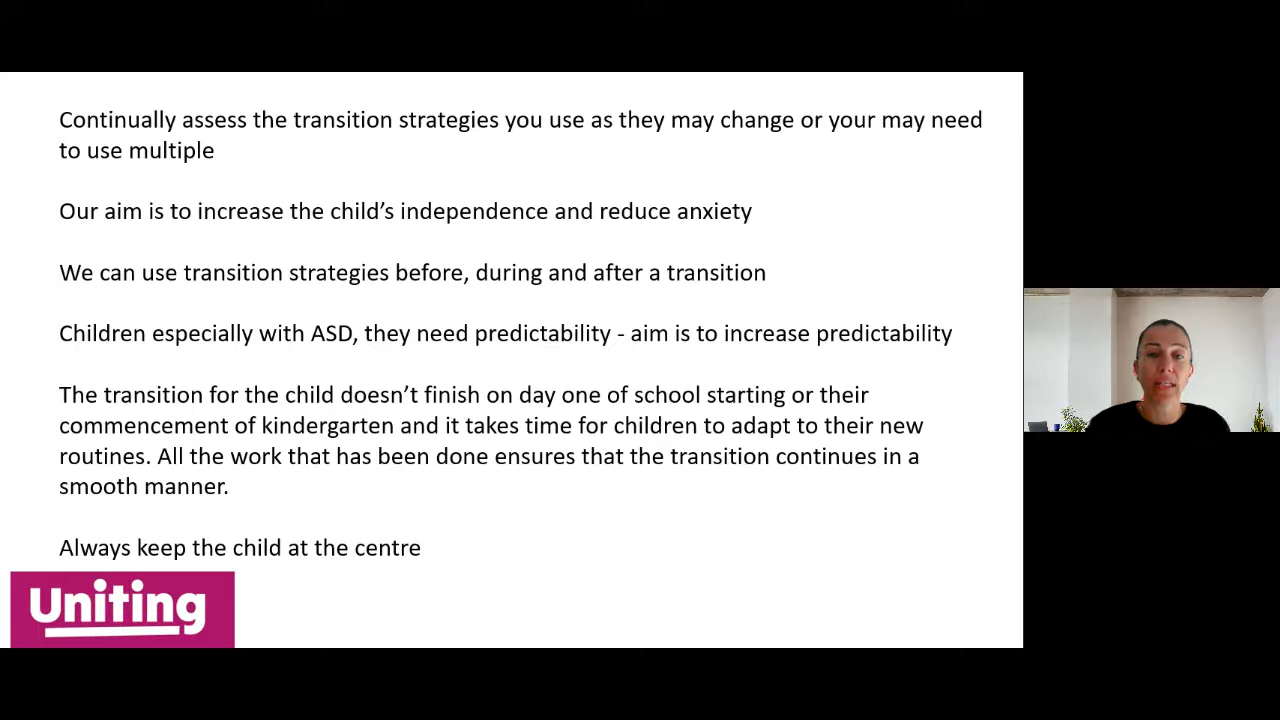 Continually assess the transition strategies you use as they may change or your may need
to use multiple
Our aim is to increase the child’s independence and reduce anxiety
We can use transition strategies before, during and after a transition
Children especially with ASD, they need predictability - aim is to increase predictability
The transition for the child doesn’t finish on day one of school starting or their
commencement of kindergarten and it takes time for children to adapt to their new
routines. All the work that has been done ensures that the transition continues in a
smooth manner.
Always keep the child at the centre
Uniting